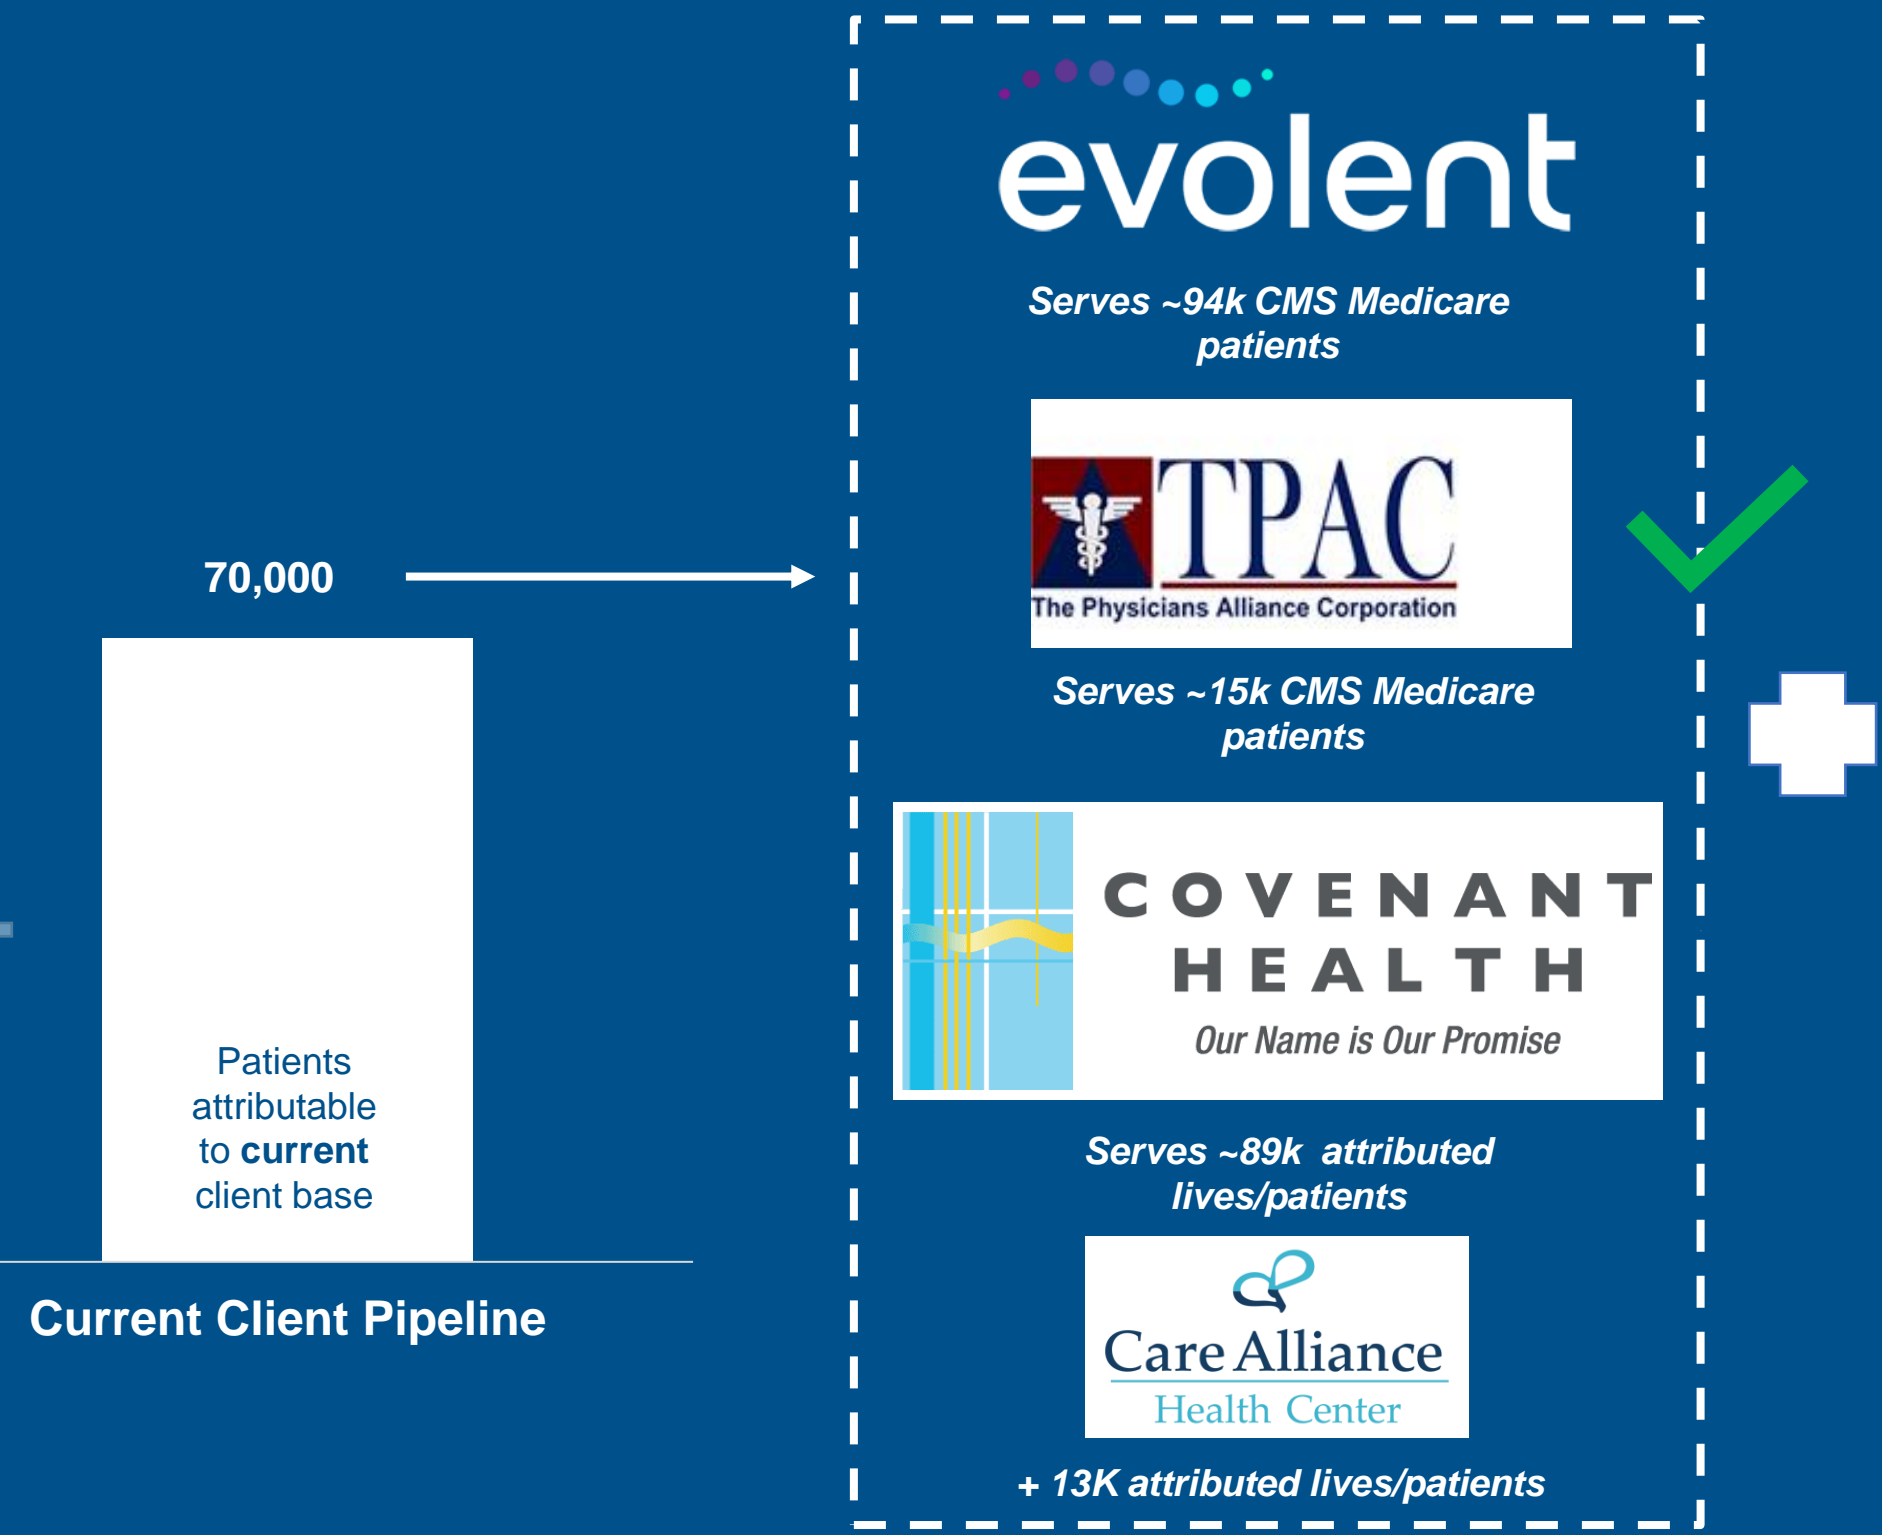 70,000
Patients
attributable
to current
client base
Current Client Pipeline
evolent
Serves ~94k CMS Medicare
patients
TPAC
The Physicians Alliance Corporation
Serves ~15k CMS Medicare
patients
COVENANT
HEALTH
Our Name is Our Promise
Serves ~89k attributed
lives/patients
Care Alliance
Health Center
+ 13K attributed lives/patients